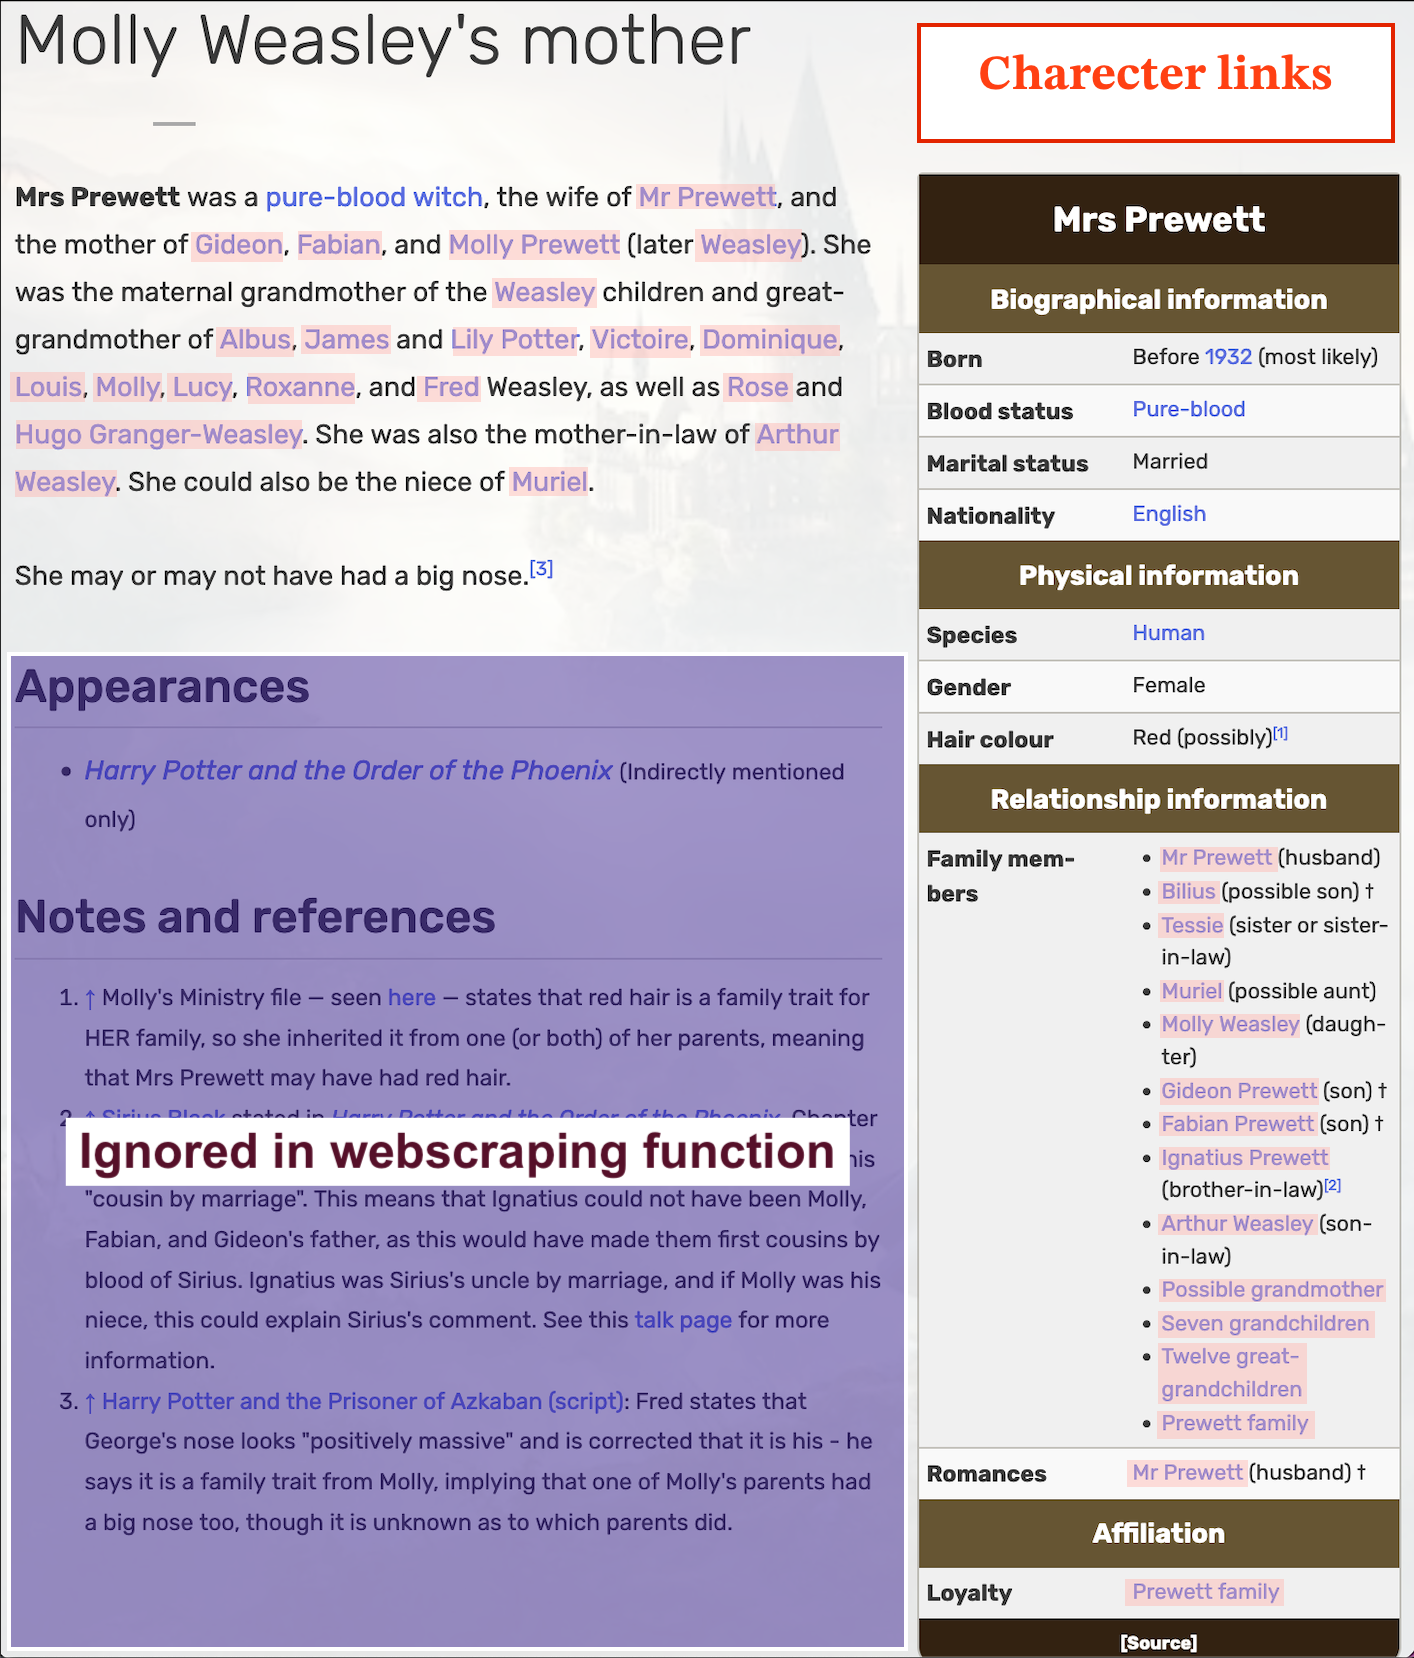 Molly Weasley's mother
Charecter links
Mrs Prewett was a pure-blood witch, the wife of Mr Prewett, and
the mother of Gideon, Fabian, and Molly Prewett (later Weasley). She
was the maternal grandmother of the Weasley children and great-
grandmother of Albus, James and Lily Potter, Victoire, Dominique,
Louis, Molly, Lucy, Roxanne, and Fred Weasley, as well as Rose and
Hugo Granger-Weasley. She was also the mother-in-law of Arthur
Weasley. She could also be the niece of Muriel.
She may or may not have had a big nose.[3]
Appearances
• Harry Potter and the Order of the Phoenix (Indirectly mentioned
only)
Notes and references
1. ↑ Molly's Ministry file – seen here – states that red hair is a family trait for
HER family, so she inherited it from one (or both) of her parents, meaning
that Mrs Prewett may have had red hair.
2. ↑ Sirius Black stated in Harry Potter and the Order of the Phoenix, Chapter
Ignored in webscraping function
his
"cousin by marriage". This means that Ignatius could not have been Molly,
Fabian, and Gideon's father, as this would have made them first cousins by
blood of Sirius. Ignatius was Sirius's uncle by marriage, and if Molly was his
niece, this could explain Sirius's comment. See this talk page for more
information.
3. ↑ Harry Potter and the Prisoner of Azkaban (script): Fred states that
George's nose looks "positively massive" and is corrected that it is his - he
says it is a family trait from Molly, implying that one of Molly's parents had
a big nose too, though it is unknown as to which parents did.
Mrs Prewett
Biographical information
Born Before 1932 (most likely)
Blood status Pure-blood
Marital status Married
Nationality English
Physical information
Species Human
Gender Female
Hair colour Red (possibly)[1]
Relationship information
Family mem-
bers
• Mr Prewett (husband)
• Bilius (possible son) †
• Tessie (sister or sister-
in-law)
• Muriel (possible aunt)
• Molly Weasley (daugh-
ter)
• Gideon Prewett (son) †
• Fabian Prewett (son) †
• Ignatius Prewett
(brother-in-law)[2]
• Arthur Weasley (son-
in-law)
• Possible grandmother
• Seven grandchildren
• Twelve great-
grandchildren
• Prewett family
Romances Mr Prewett (husband) †
Affiliation
Loyalty Prewett family
[Source]